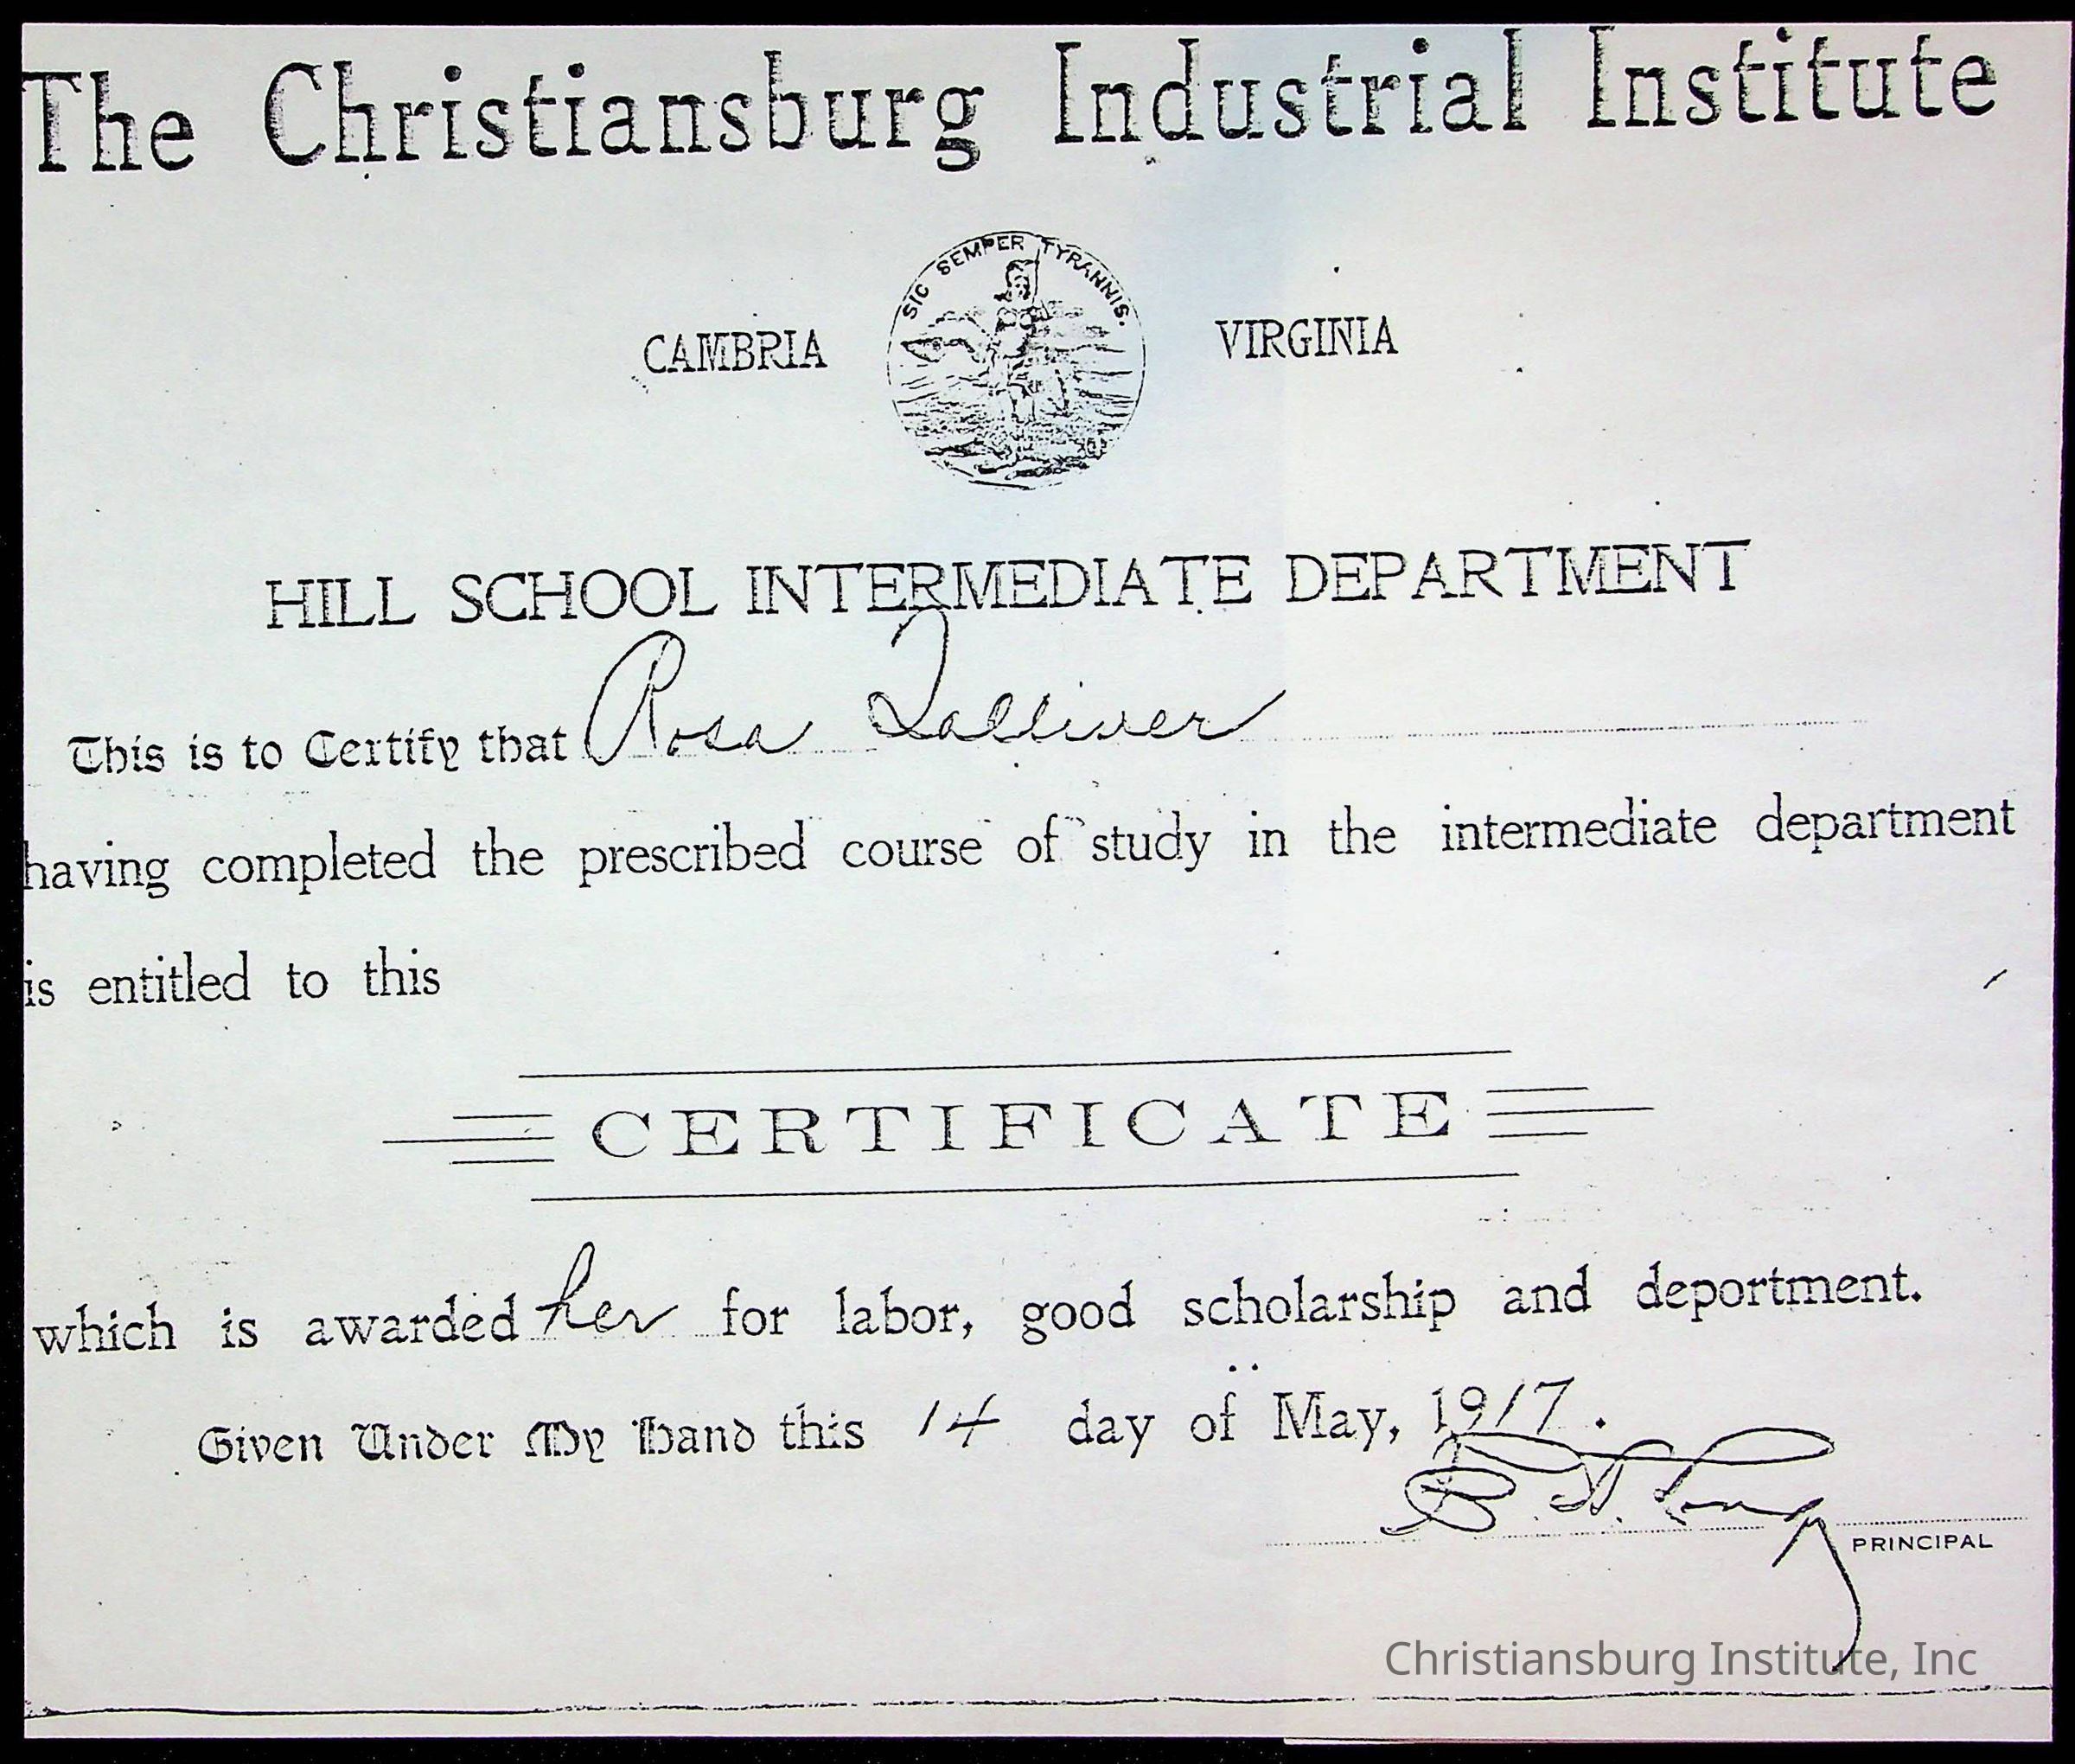 The Christiansburg Industrial Institute
SIC SEMPER TYRANNIS.
CAMBRIA VIRGINIA
HILL SCHOOL INTERMEDIATE DEPARTMENT
This is to Certify that Rosa
having completed the prescribed course of study in the intermediate department
is entitled to this
CERTIFICATE
which is awarded her for labor, good scholarship and deportment.
Given Under My Hand this 14 day of May, 1917.
PRINCIPAL
Christiansburg Institute, Inc